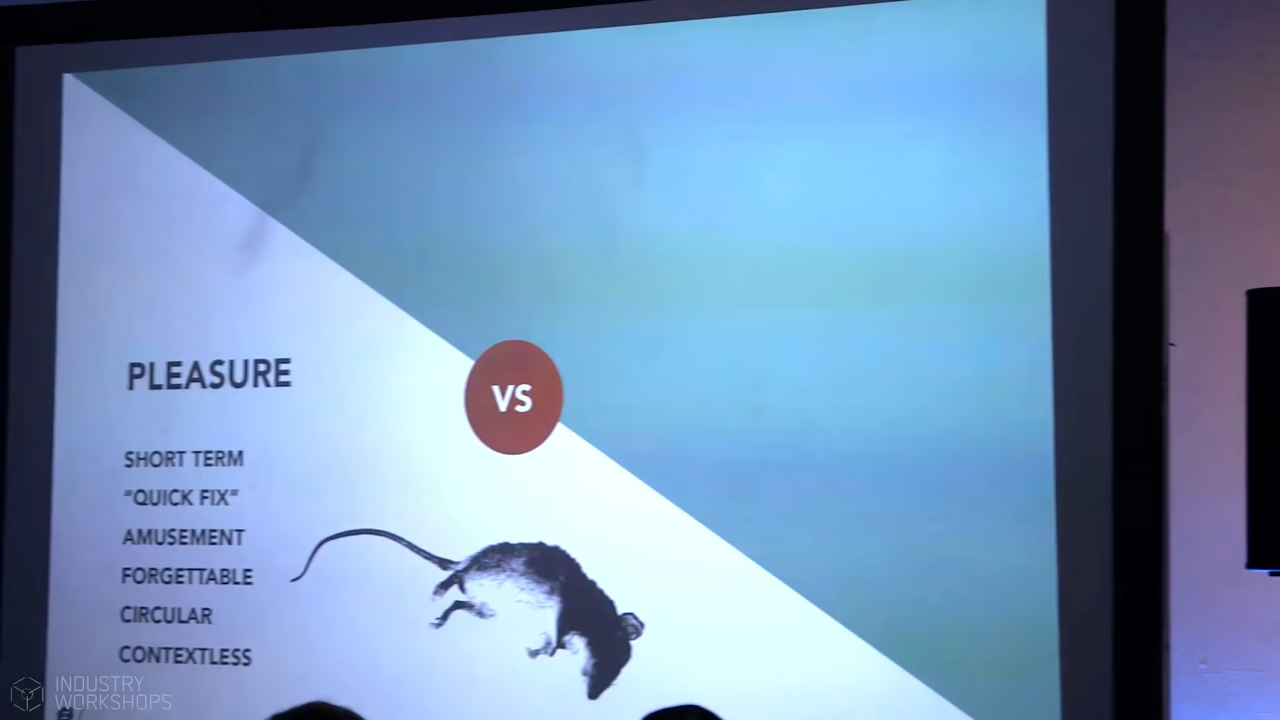 PLEASURE
VS
SHORT TERM
"QUICK FIX"
AMUSEMENT
FORGETTABLE
CIRCULAR
CONTEXTLESS
INDUSTRY
WORKSHOPS